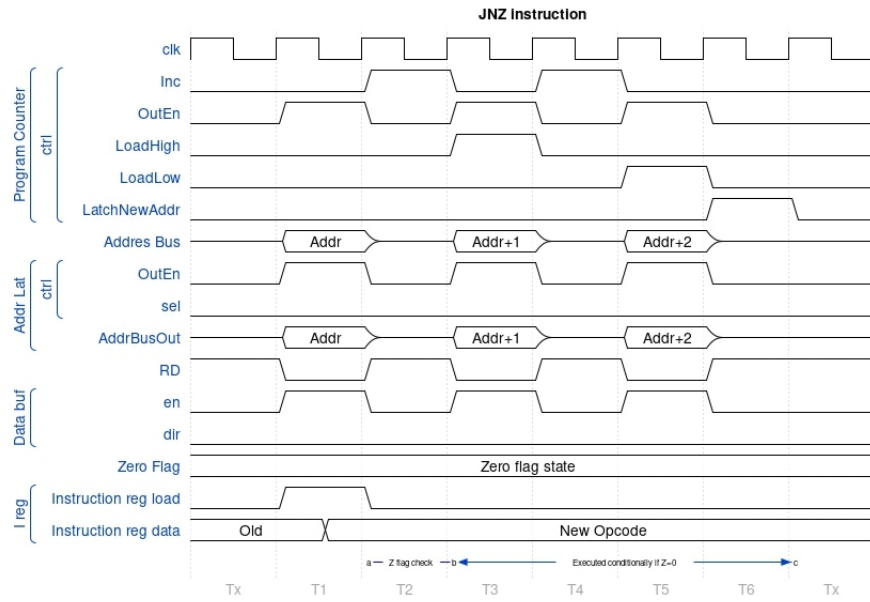 JNZ instruction
clk
Program Counter
ctrl
Inc
OutEn
LoadHigh
LoadLow
LatchNewAddr
Addres Bus
Addr
Addr+1
Addr+2
Addr Lat
ctrl
OutEn
sel
AddrBusOut
Addr
Addr+1
Addr+2
RD
Data buf
en
dir
Zero Flag
Zero flag state
I reg
Instruction reg load
Instruction reg data
Old
New Opcode
a
Z flag check
b
Executed conditionally if Z=0
c
Tx
T1
T2
T3
T4
T5
T6
Tx